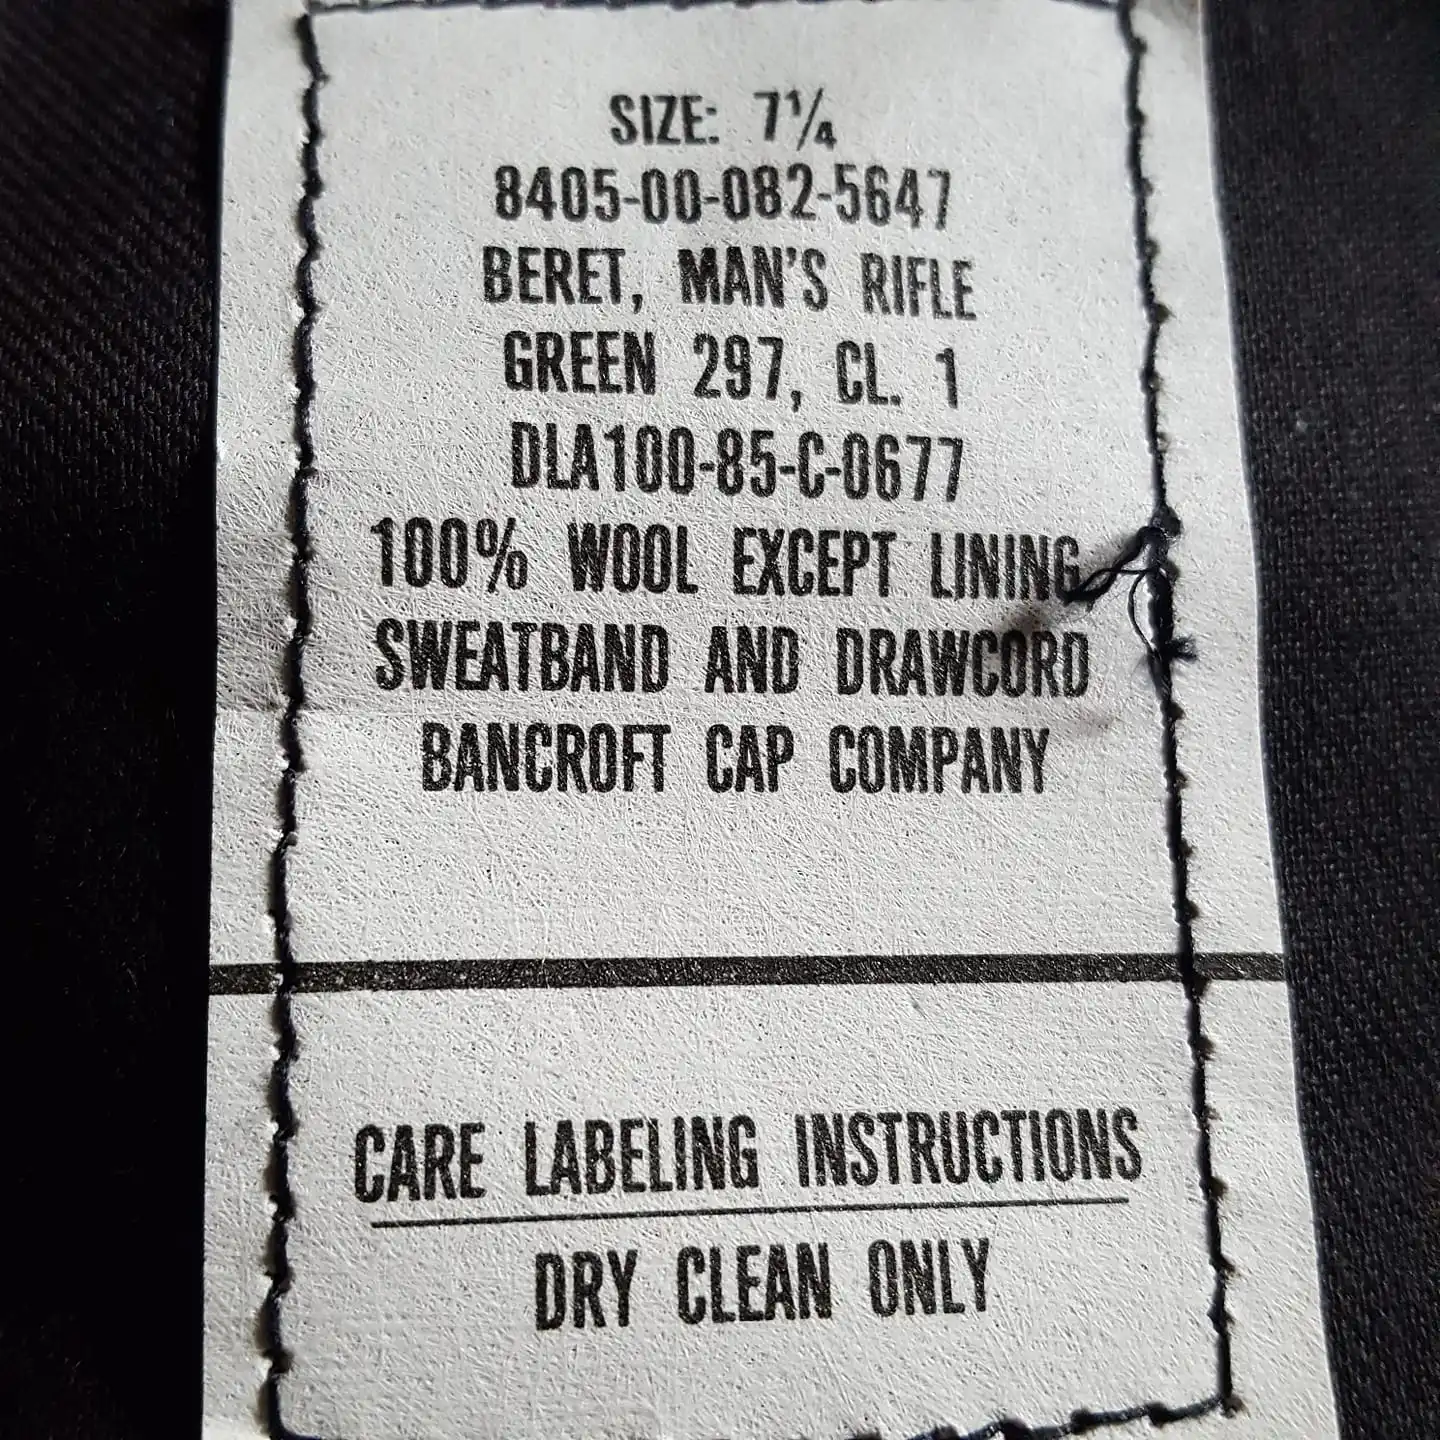 SIZE: 7¼
8405-00-082-5647
BERET, MAN'S RIFLE
GREEN 297, CL. 1
DLA100-85-C-0677
100% WOOL EXCEPT LINING
SWEATBAND AND DRAWCORD
BANCROFT CAP COMPANY
CARE LABELING INSTRUCTIONS
DRY CLEAN ONLY